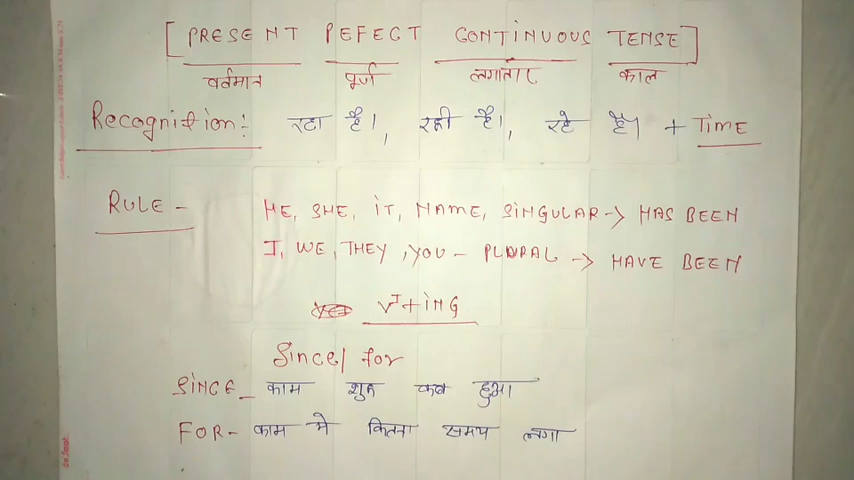 [PRESENT PEFECT CONTINUOUS TENSE]
वर्तमान पूर्ण लगातार काल
Recognition:- रहा है।, रही है।, रहे है। + TIME
RULE - HE, SHE, IT, NAME, SINGULAR -> HAS BEEN
I, WE, THEY, YOU - PLURAL -> HAVE BEEN
V^I + ING
Since/ for
SINCE - काम शुरू कब हुआ
FOR - काम मे कितना समय लगा